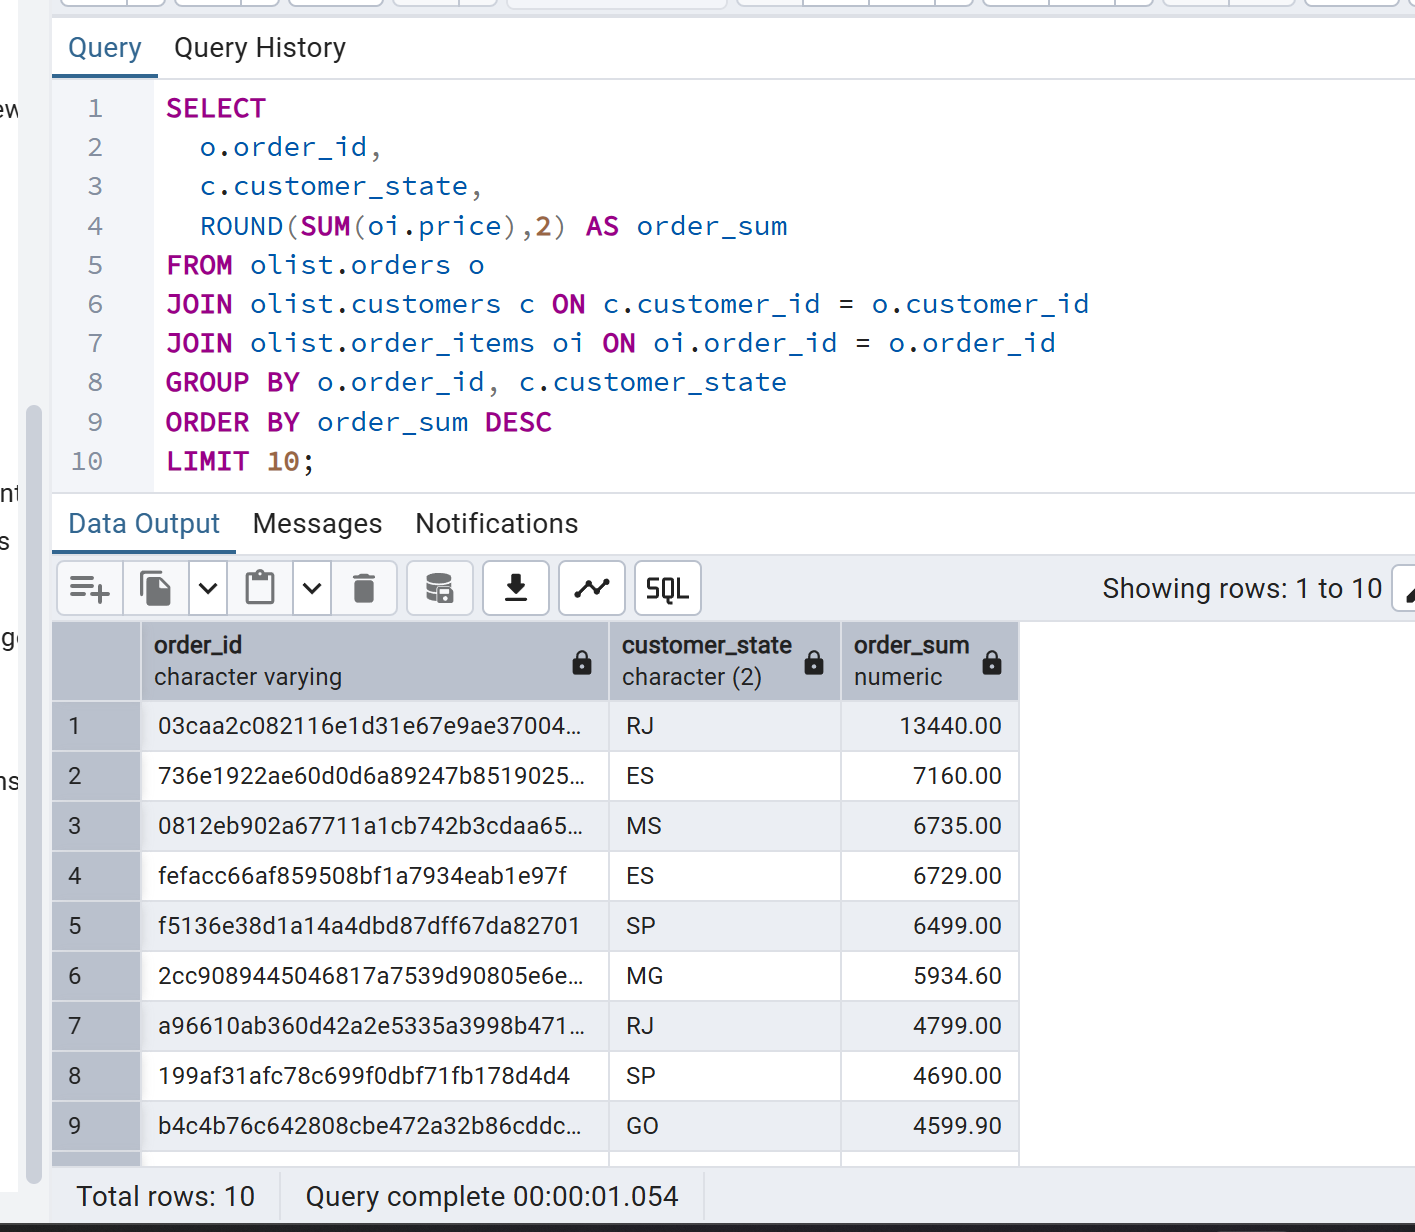 Query Query History
1 SELECT
2 o.order_id,
3 c.customer_state,
4 ROUND(SUM(oi.price),2) AS order_sum
5 FROM olist.orders o
6 JOIN olist.customers c ON c.customer_id = o.customer_id
7 JOIN olist.order_items oi ON oi.order_id = o.order_id
8 GROUP BY o.order_id, c.customer_state
9 ORDER BY order_sum DESC
10 LIMIT 10;
Data Output Messages Notifications
SQL Showing rows: 1 to 10
order_id customer_state order_sum
character varying character (2) numeric
1 03caa2c082116e1d31e67e9ae37004… RJ 13440.00
2 736e1922ae60d0d6a89247b8519025… ES 7160.00
3 0812eb902a67711a1cb742b3cdaa65… MS 6735.00
4 fefacc66af859508bf1a7934eab1e97f ES 6729.00
5 f5136e38d1a14a4dbd87dff67da82701 SP 6499.00
6 2cc9089445046817a7539d90805e6e… MG 5934.60
7 a96610ab360d42a2e5335a3998b471… RJ 4799.00
8 199af31afc78c699f0dbf71fb178d4d4 SP 4690.00
9 b4c4b76c642808cbe472a32b86cddc… GO 4599.90
Total rows: 10 Query complete 00:00:01.054